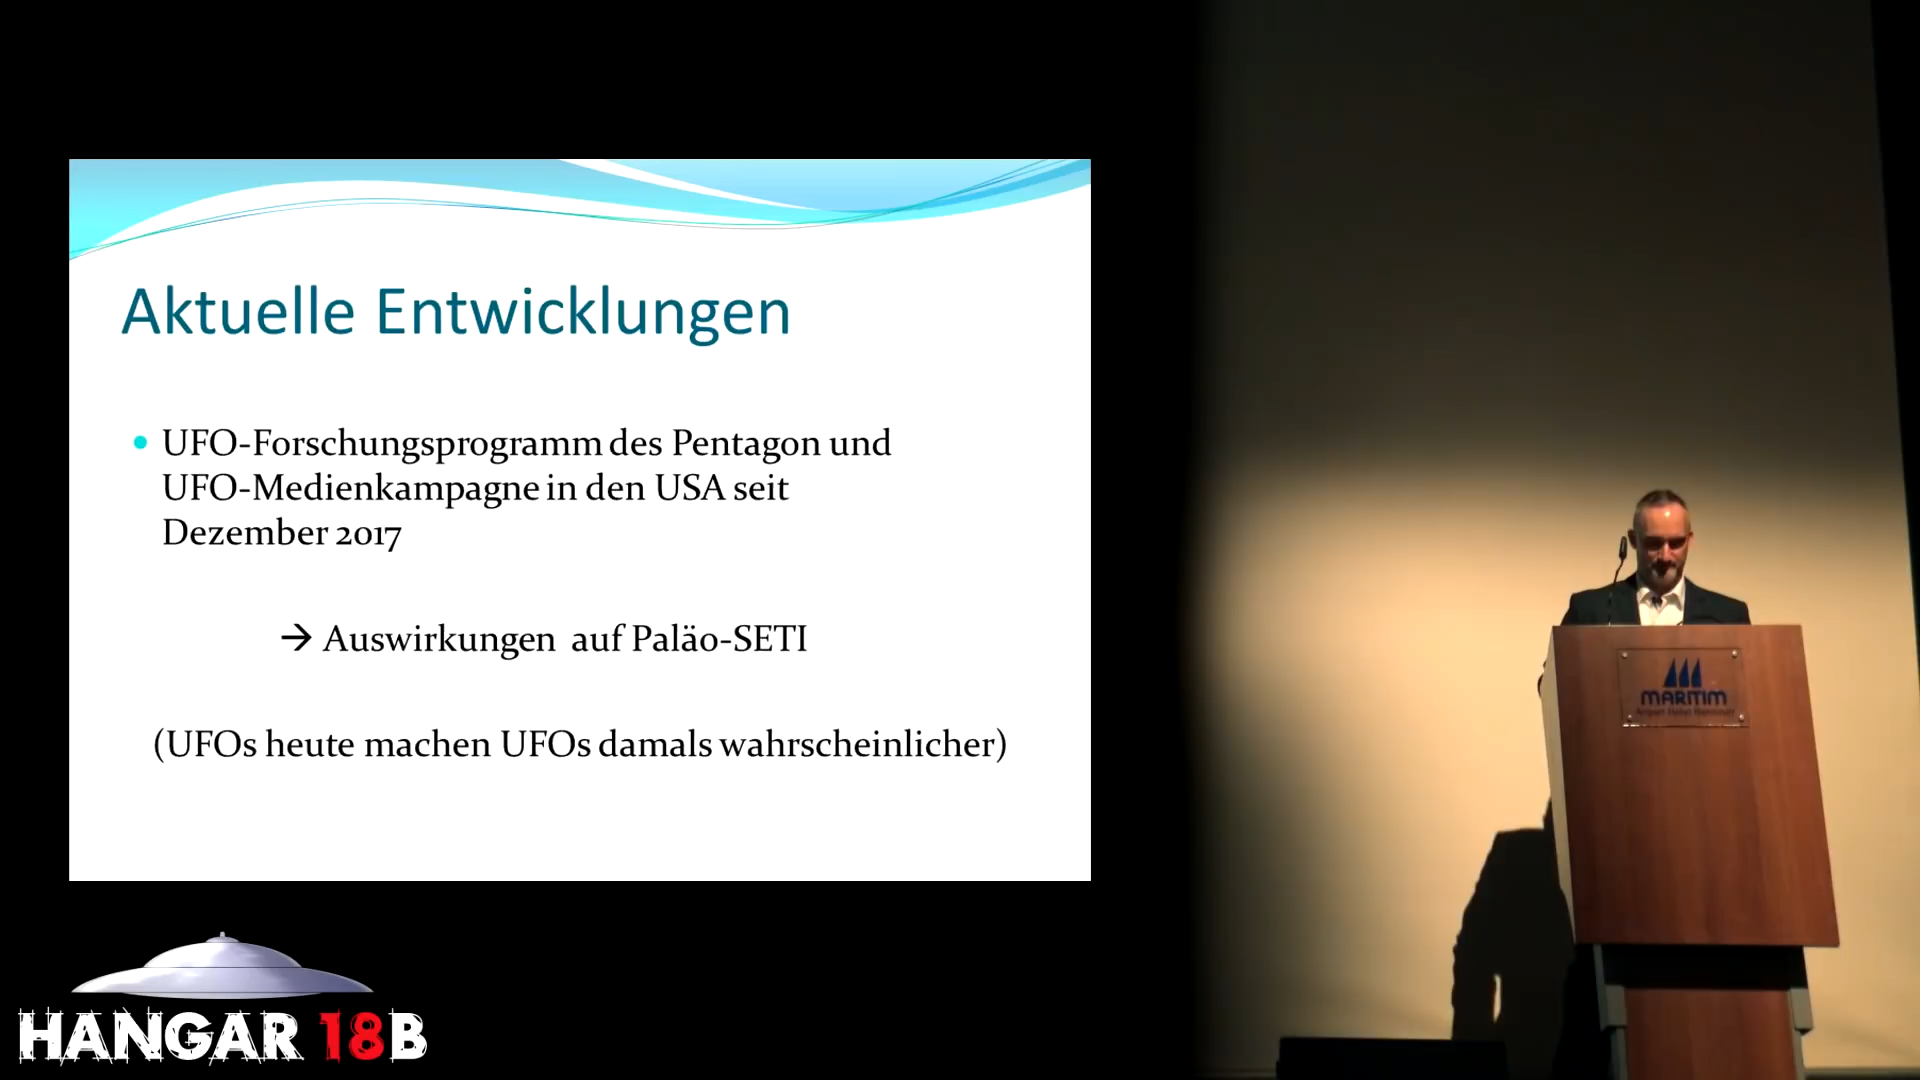 Aktuelle Entwicklungen
• UFO-Forschungsprogramm des Pentagon und
UFO-Medienkampagne in den USA seit
Dezember 2017
→ Auswirkungen auf Paläo-SETI
(UFOs heute machen UFOs damals wahrscheinlicher)
MARITIM
HANGAR 18B